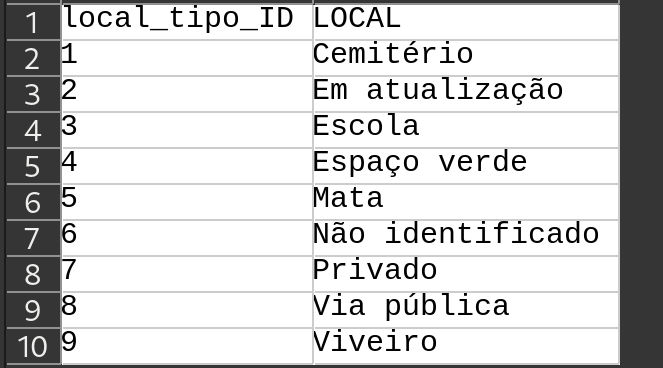 1 local_tipo_ID LOCAL
2 1 Cemitério
3 2 Em atualização
4 3 Escola
5 4 Espaço verde
6 5 Mata
7 6 Não identificado
8 7 Privado
9 8 Via pública
10 9 Viveiro